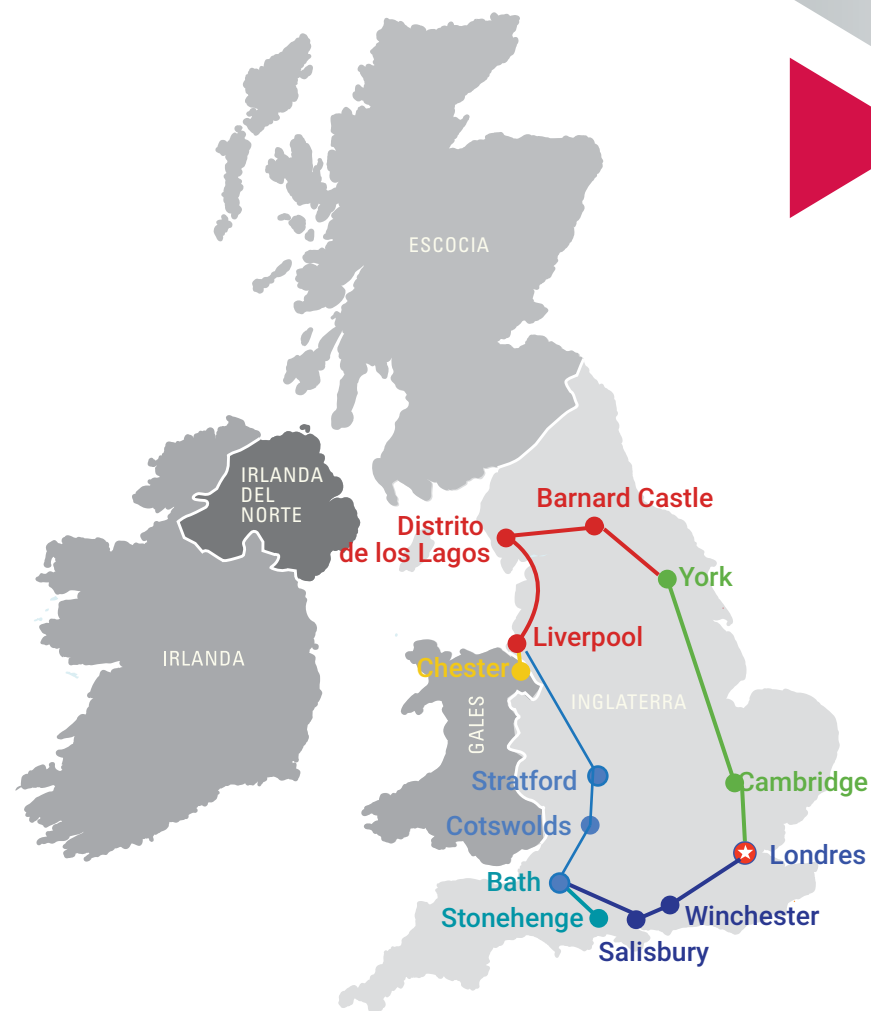 ESCOCIA
IRLANDA
DEL
NORTE
Barnard Castle
Distrito
de los Lagos
York
Liverpool
IRLANDA
Chester
GALES
INGLATERRA
Stratford
Cambridge
Cotswolds
Londres
Bath
Stonehenge
Winchester
Salisbury